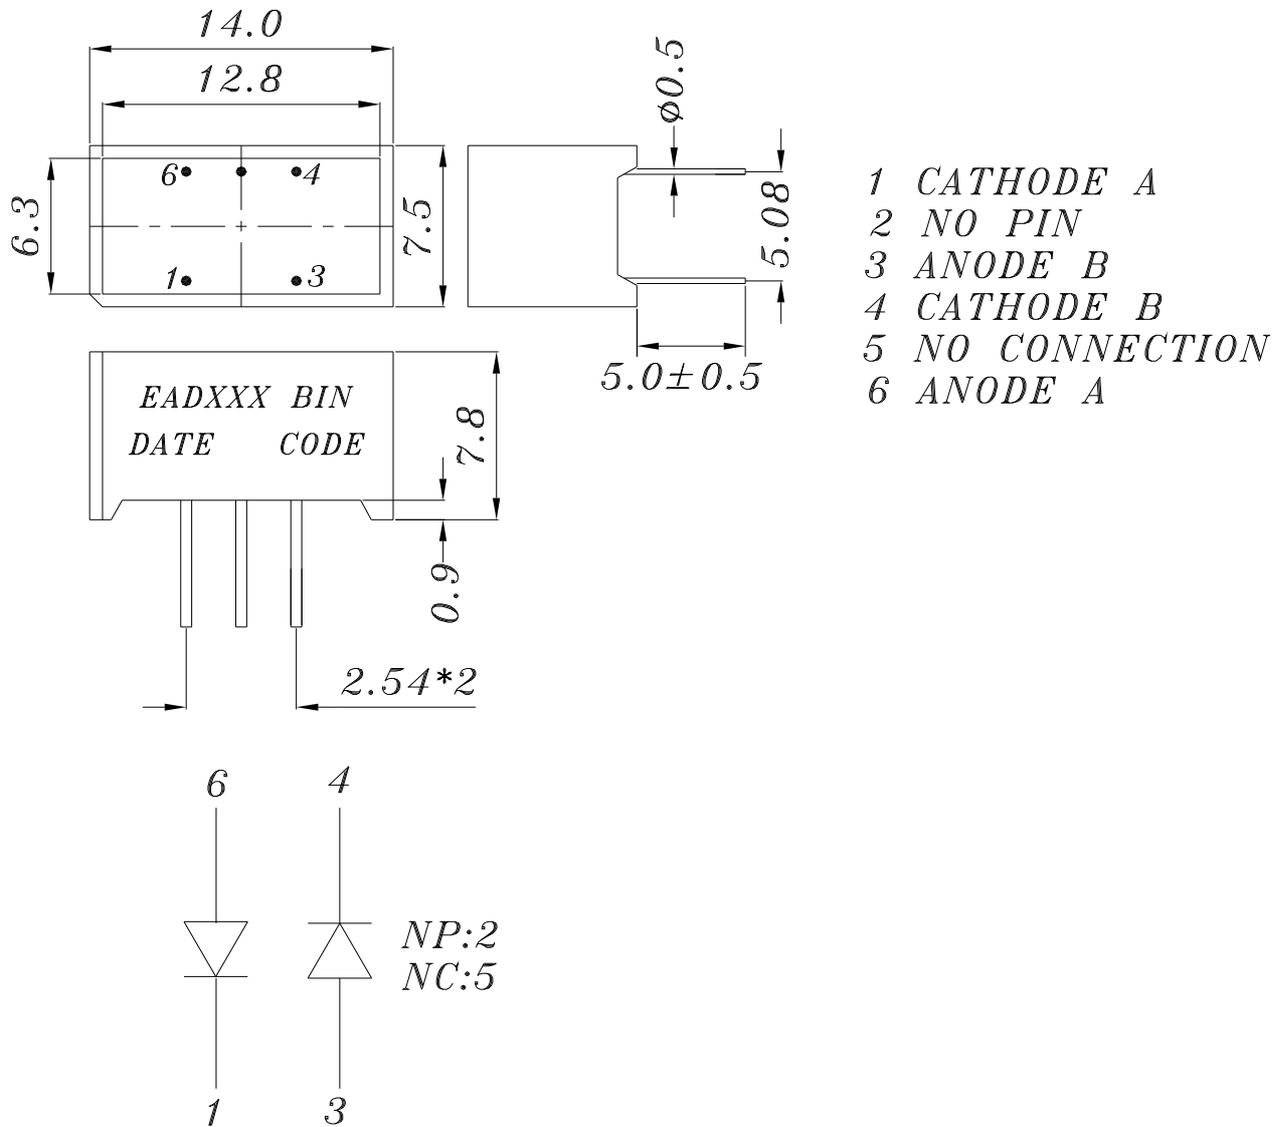 14.0
12.8
ø0.5
6 4
6.3
7.5
5.08
1 3
5.0±0.5
1 CATHODE A
2 NO PIN
3 ANODE B
4 CATHODE B
5 NO CONNECTION
6 ANODE A
EADXXX BIN
DATE CODE
7.8
0.9
2.54*2
6 4
NP:2
NC:5
1 3